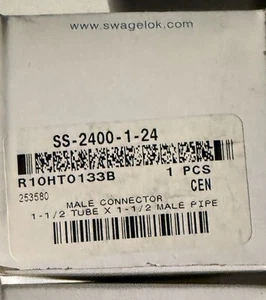 www.swagelok.com
SS-2400-1-24
R10HT0133B 1 PCS
253580 CEN
MALE CONNECTOR
1-1/2 TUBE X 1-1/2 MALE PIPE